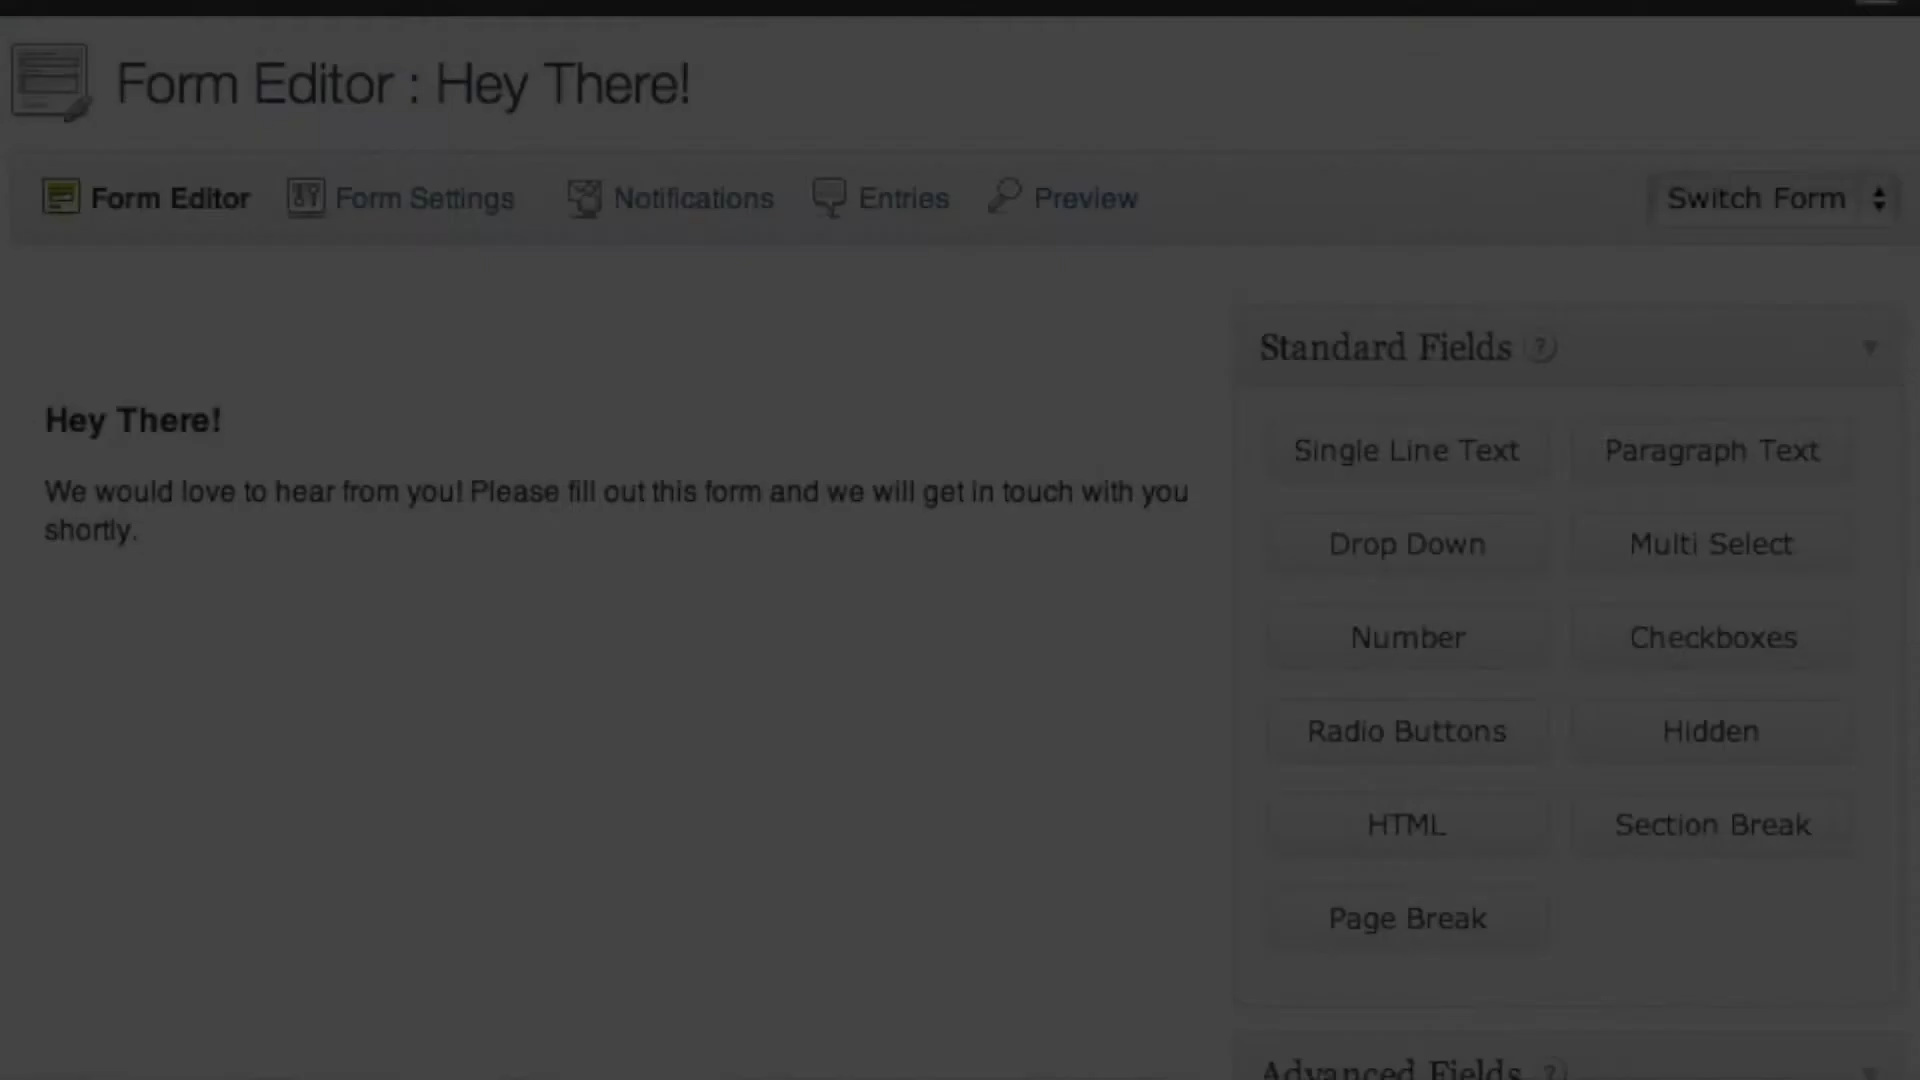 Form Editor : Hey There!
Form Editor Form Settings Notifications Entries Preview Switch Form
Standard Fields ?
Hey There!
We would love to hear from you! Please fill out this form and we will get in touch with you
shortly.
Single Line Text Paragraph Text
Drop Down Multi Select
Number Checkboxes
Radio Buttons Hidden
HTML Section Break
Page Break
Advanced Fields ?